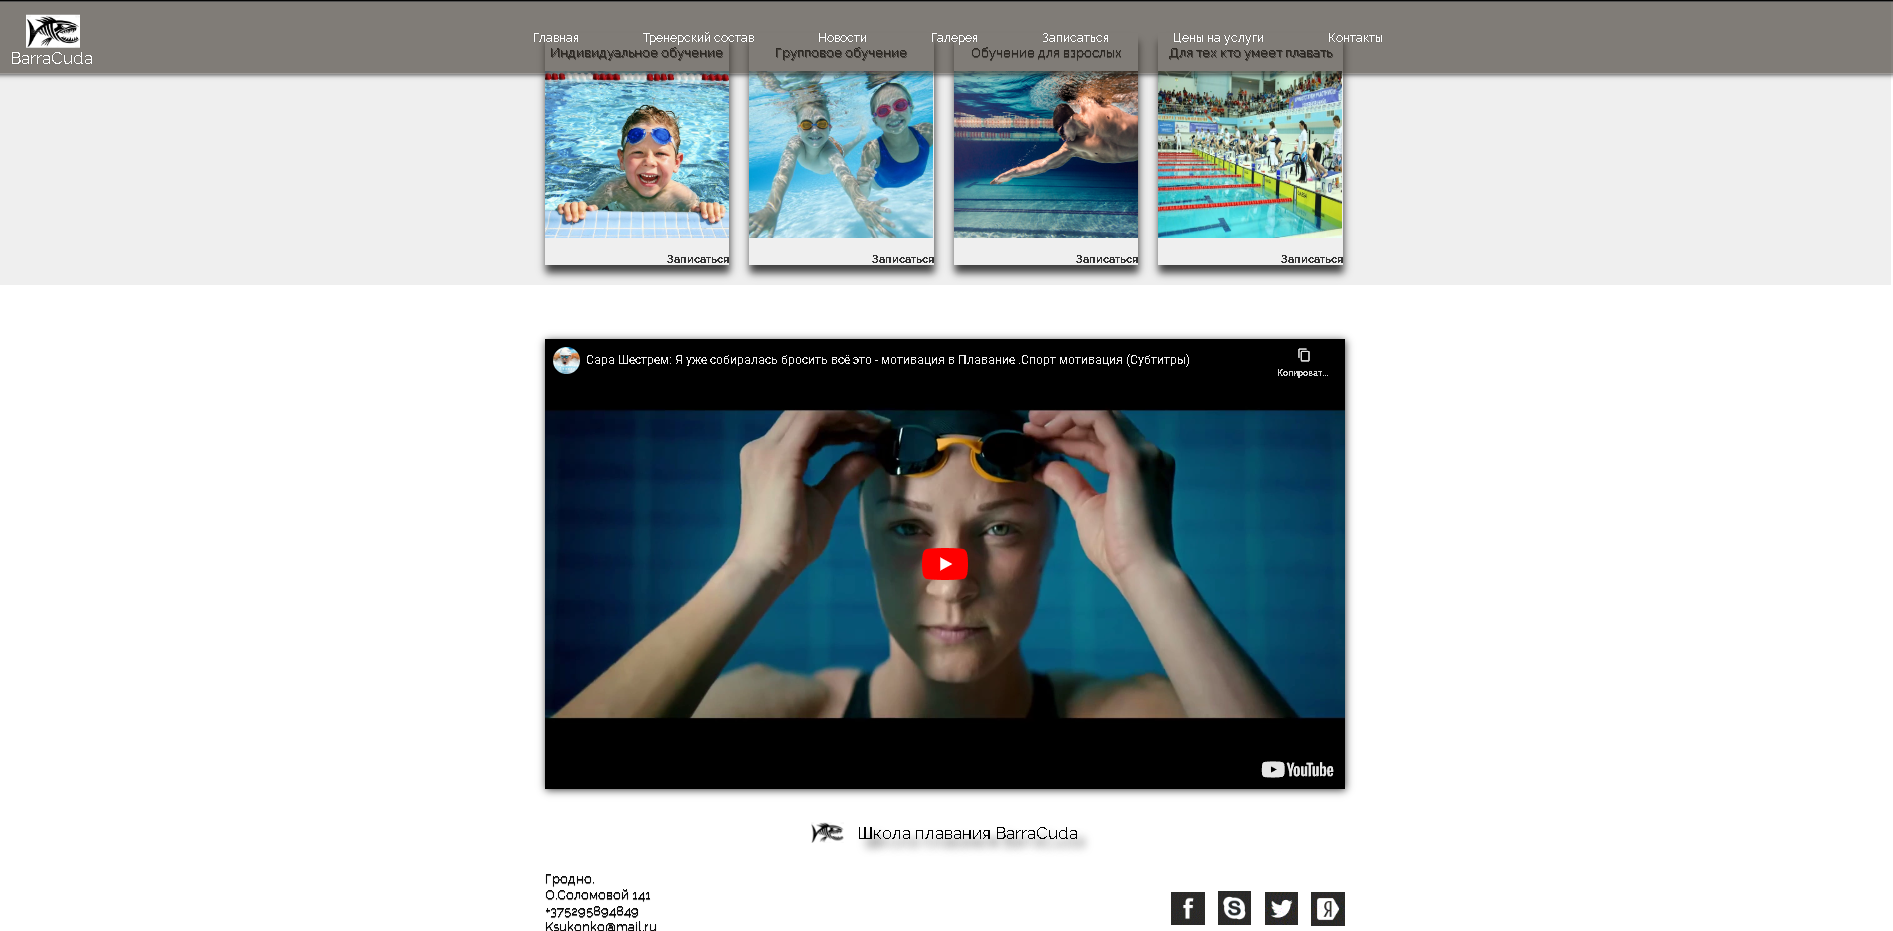 BarraCuda
Главная Тренерский состав Новости Галерея Записаться Цены на услуги Контакты
Индивидуальное обучение Групповое обучение Обучение для взрослых Для тех кто умеет плавать
Записаться Записаться Записаться Записаться
Сара Шестрем: Я уже собиралась бросить всё это - мотивация в Плавание .Спорт мотивация (Субтитры)
Копироват...
YouTube
Школа плавания BarraCuda
Гродно.
О.Соломовой 141
+375295894849
Ksukonko@mail.ru